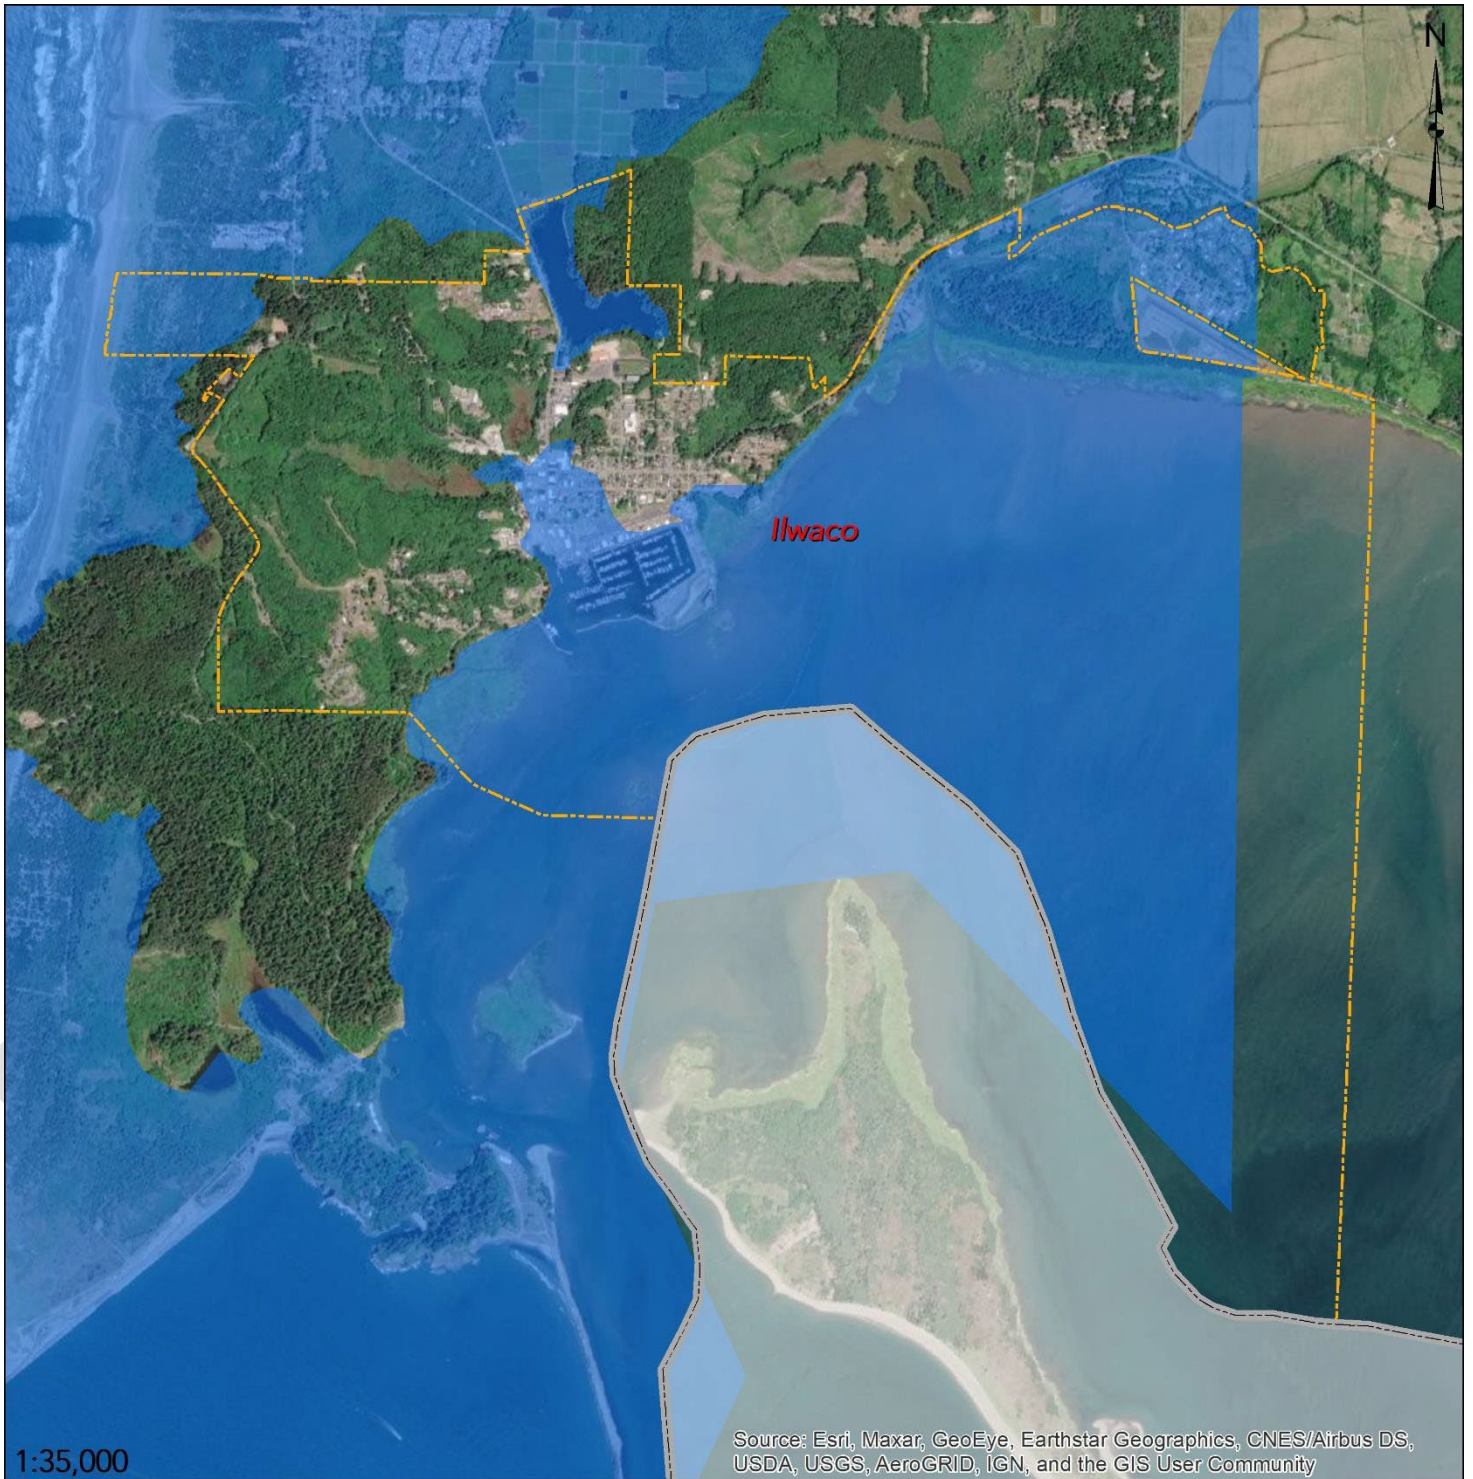 N
Ilwaco
1:35,000
Source: Esri, Maxar, GeoEye, Earthstar Geographics, CNES/Airbus DS,
USDA, USGS, AeroGRID, IGN, and the GIS User Community